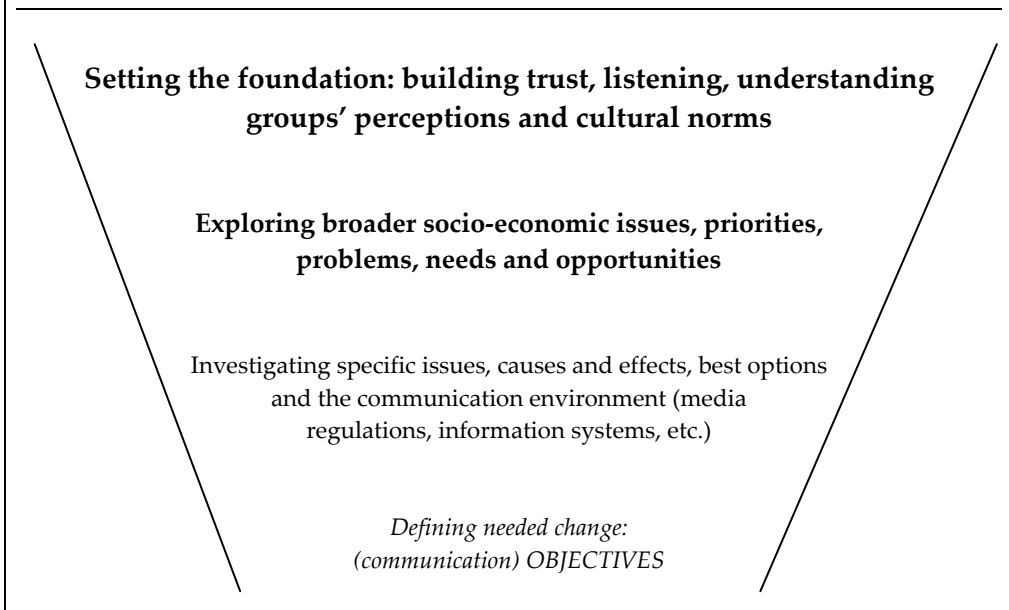 Setting the foundation: building trust, listening, understanding
groups’ perceptions and cultural norms
Exploring broader socio-economic issues, priorities,
problems, needs and opportunities
Investigating specific issues, causes and effects, best options
and the communication environment (media
regulations, information systems, etc.)
Defining needed change:
(communication) OBJECTIVES